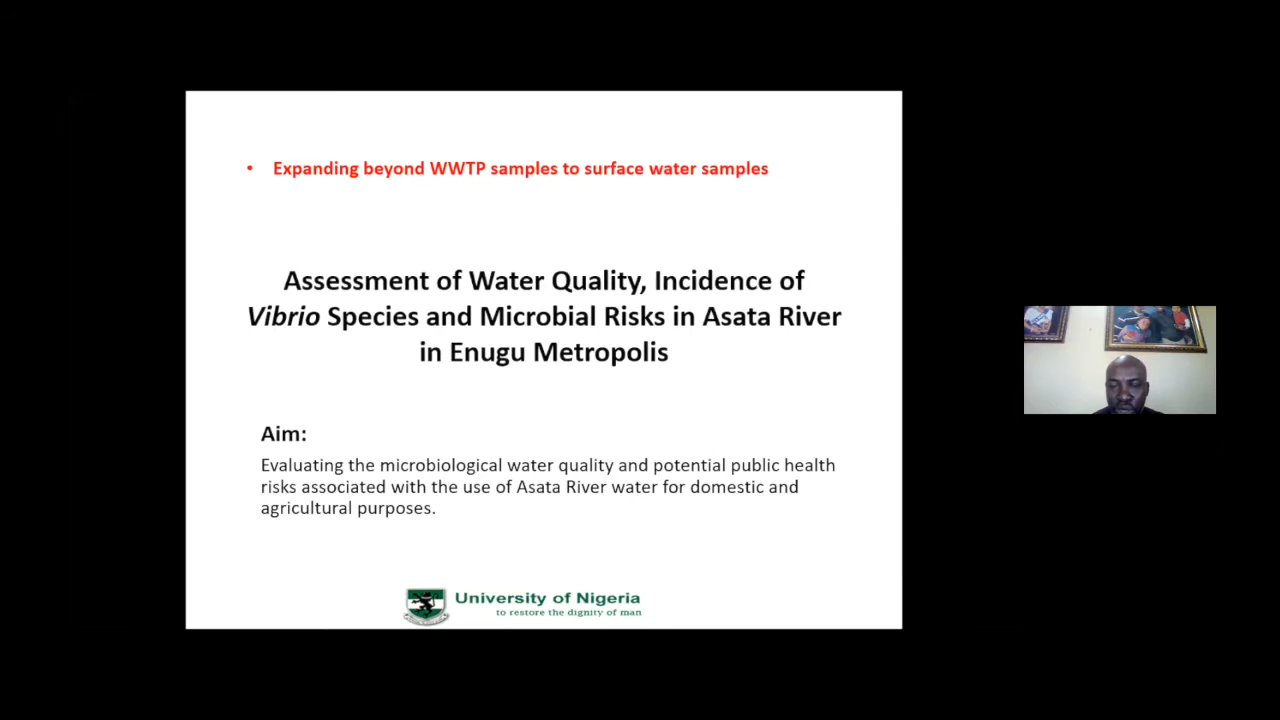 • Expanding beyond WWTP samples to surface water samples
Assessment of Water Quality, Incidence of
Vibrio Species and Microbial Risks in Asata River
in Enugu Metropolis
Aim:
Evaluating the microbiological water quality and potential public health
risks associated with the use of Asata River water for domestic and
agricultural purposes.
University of Nigeria
to restore the dignity of man